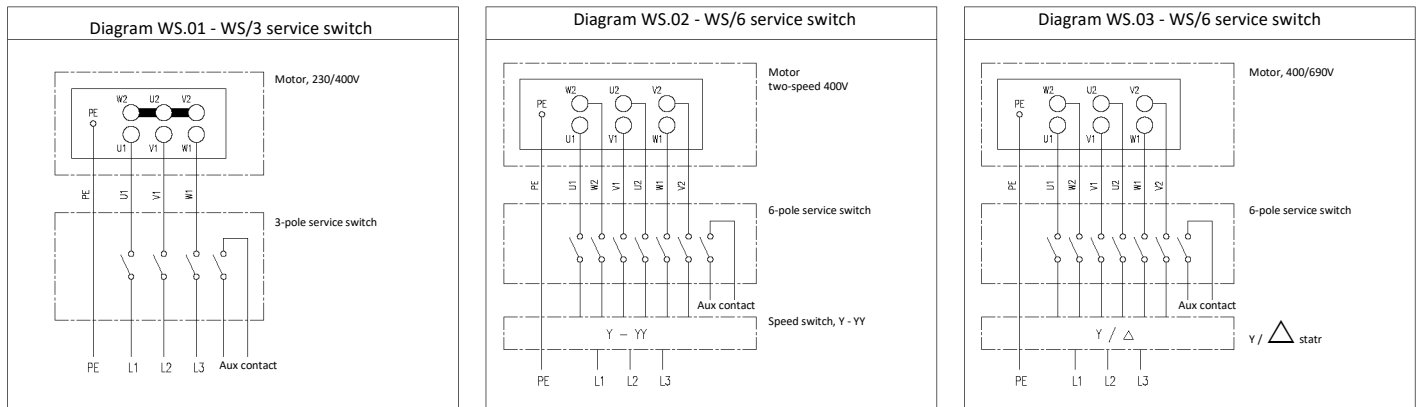 Diagram WS.01 - WS/3 service switch
Motor, 230/400V
W2 U2 V2
PE
U1 V1 W1
PE U1 V1 W1
3-pole service switch
Aux contact
PE L1 L2 L3
Diagram WS.02 - WS/6 service switch
Motor
two-speed 400V
W2 U2 V2
PE
U1 V1 W1
PE U1 W2 V1 U2 W1 V2
6-pole service switch
Aux contact
Speed switch, Y - YY
Y – YY
PE L1 L2 L3
Diagram WS.03 - WS/6 service switch
Motor, 400/690V
W2 U2 V2
PE
U1 V1 W1
PE U1 W2 V1 U2 W1 V2
6-pole service switch
Aux contact
Y / △
Y / △ statr
PE L1 L2 L3